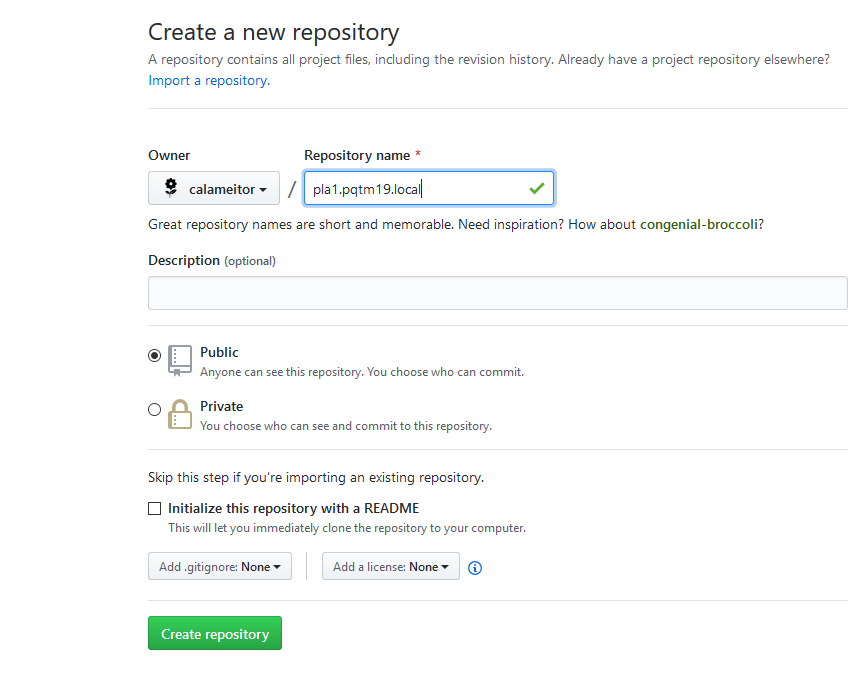 Create a new repository
A repository contains all project files, including the revision history. Already have a project repository elsewhere?
Import a repository.
Owner
Repository name *
calameitor
/
pla1.pqtm19.local
Great repository names are short and memorable. Need inspiration? How about congenial-broccoli?
Description (optional)
Public
Anyone can see this repository. You choose who can commit.
Private
You choose who can see and commit to this repository.
Skip this step if you're importing an existing repository.
Initialize this repository with a README
This will let you immediately clone the repository to your computer.
Add .gitignore: None
Add a license: None
Create repository